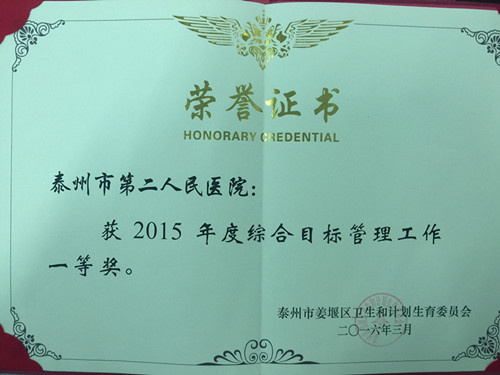 荣誉证书
HONORARY CREDENTIAL
泰州市第二人民医院：
获 2015 年度综合目标管理工作
一等奖。
泰州市姜堰区卫生和计划生育委员会
二〇一六年三月